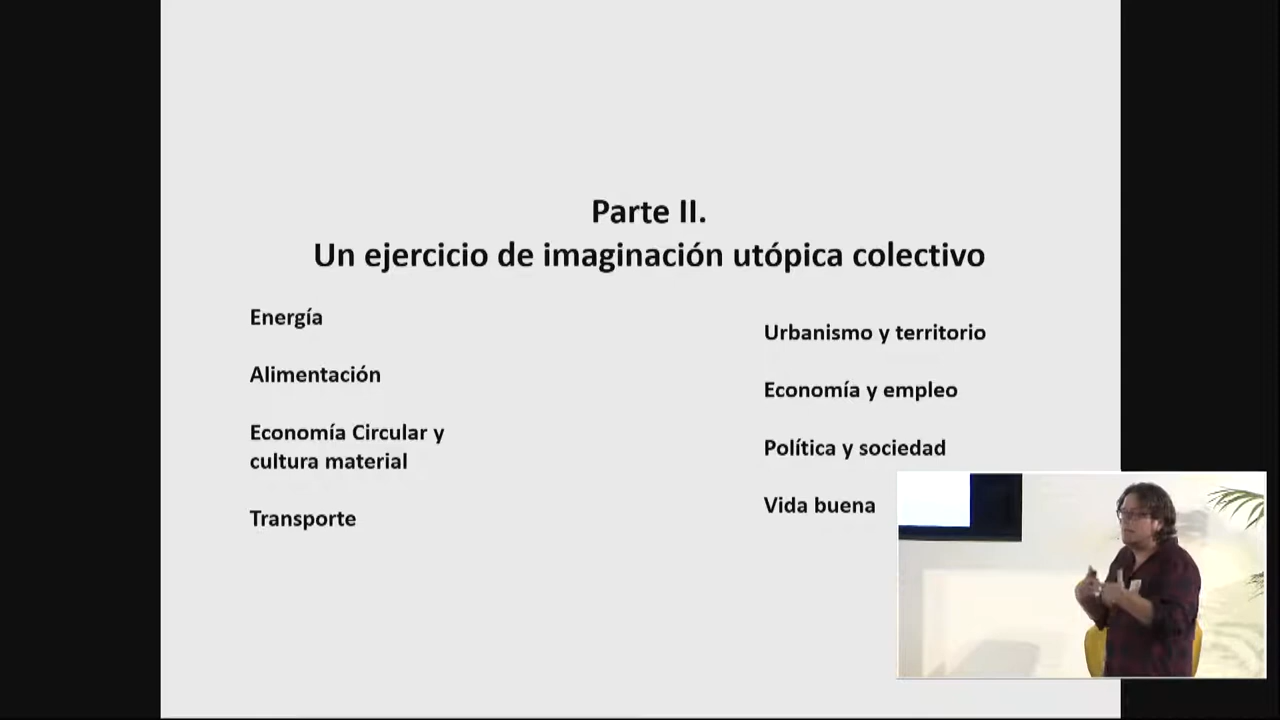 Parte II.
Un ejercicio de imaginación utópica colectivo
Energía
Alimentación
Economía Circular y
cultura material
Transporte
Urbanismo y territorio
Economía y empleo
Política y sociedad
Vida buena